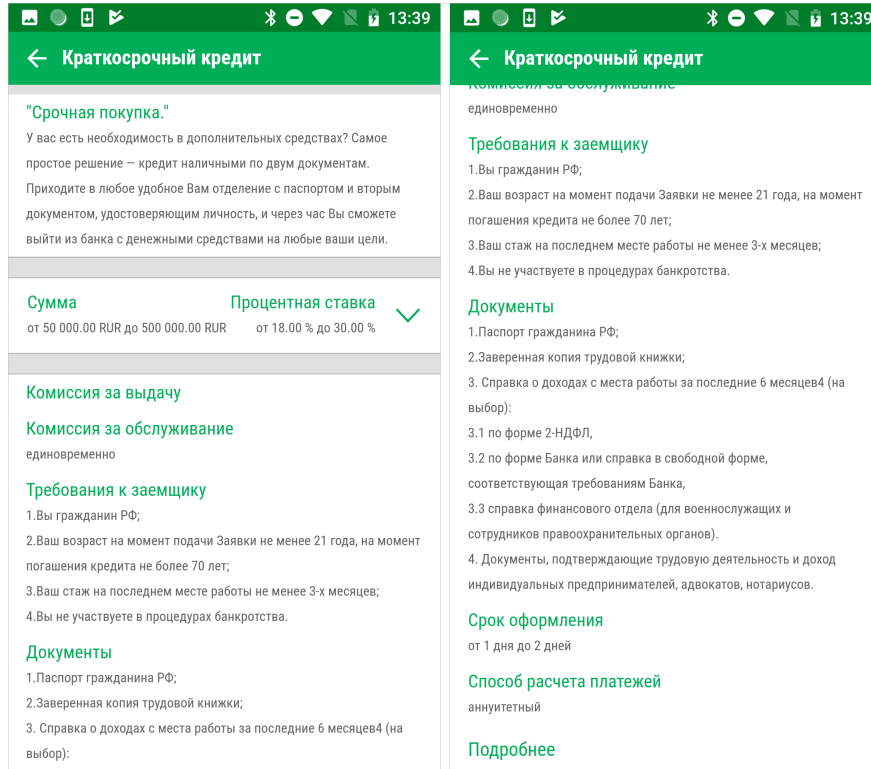 13:39
Краткосрочный кредит
"Срочная покупка."
У вас есть необходимость в дополнительных средствах? Самое
простое решение — кредит наличными по двум документам.
Приходите в любое удобное Вам отделение с паспортом и вторым
документом, удостоверяющим личность, и через час Вы сможете
выйти из банка с денежными средствами на любые ваши цели.
Сумма
Процентная ставка
от 50 000.00 RUR до 500 000.00 RUR
от 18.00 % до 30.00 %
Комиссия за выдачу
Комиссия за обслуживание
единовременно
Требования к заемщику
1.Вы гражданин РФ;
2.Ваш возраст на момент подачи Заявки не менее 21 года, на момент
погашения кредита не более 70 лет;
3.Ваш стаж на последнем месте работы не менее 3-х месяцев;
4.Вы не участвуете в процедурах банкротства.
Документы
1.Паспорт гражданина РФ;
2.Заверенная копия трудовой книжки;
3. Справка о доходах с места работы за последние 6 месяцев4 (на
выбор):
13:39
Краткосрочный кредит
Комиссия за обслуживание
единовременно
Требования к заемщику
1.Вы гражданин РФ;
2.Ваш возраст на момент подачи Заявки не менее 21 года, на момент
погашения кредита не более 70 лет;
3.Ваш стаж на последнем месте работы не менее 3-х месяцев;
4.Вы не участвуете в процедурах банкротства.
Документы
1.Паспорт гражданина РФ;
2.Заверенная копия трудовой книжки;
3. Справка о доходах с места работы за последние 6 месяцев4 (на
выбор):
3.1 по форме 2-НДФЛ,
3.2 по форме Банка или справка в свободной форме,
соответствующая требованиям Банка,
3.3 справка финансового отдела (для военнослужащих и
сотрудников правоохранительных органов).
4. Документы, подтверждающие трудовую деятельность и доход
индивидуальных предпринимателей, адвокатов, нотариусов.
Срок оформления
от 1 дня до 2 дней
Способ расчета платежей
аннуитетный
Подробнее